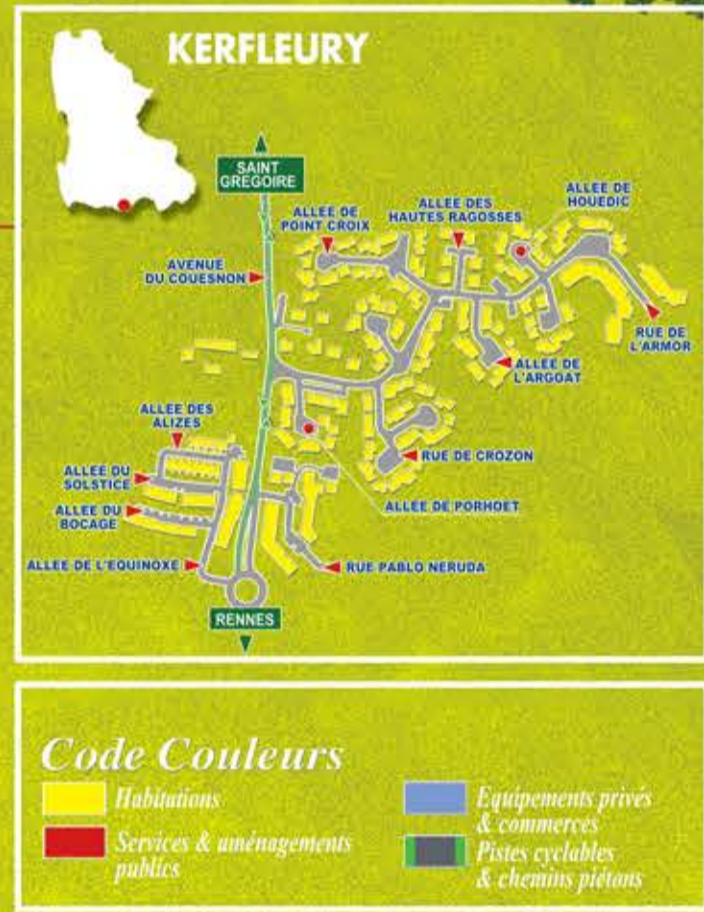 KERFLEURY
SAINT
GREGOIRE
ALLEE DE
POINT CROIX
ALLEE DES
HAUTES RAGOSSES
ALLEE DE
HOUEDIC
AVENUE
DU COUESNON
RUE DE
L'ARMOR
ALLEE DE
L'ARGOAT
ALLEE DES
ALIZES
RUE DE CROZON
ALLEE DU
SOLSTICE
ALLEE DE PORHOET
ALLEE DU
BOCAGE
ALLEE DE L'EQUINOXE
RUE PABLO NERUDA
RENNES
Code Couleurs
Habitations
Services & aménagements
publics
Equipements privés
& commerces
Pistes cyclables
& chemins piétons